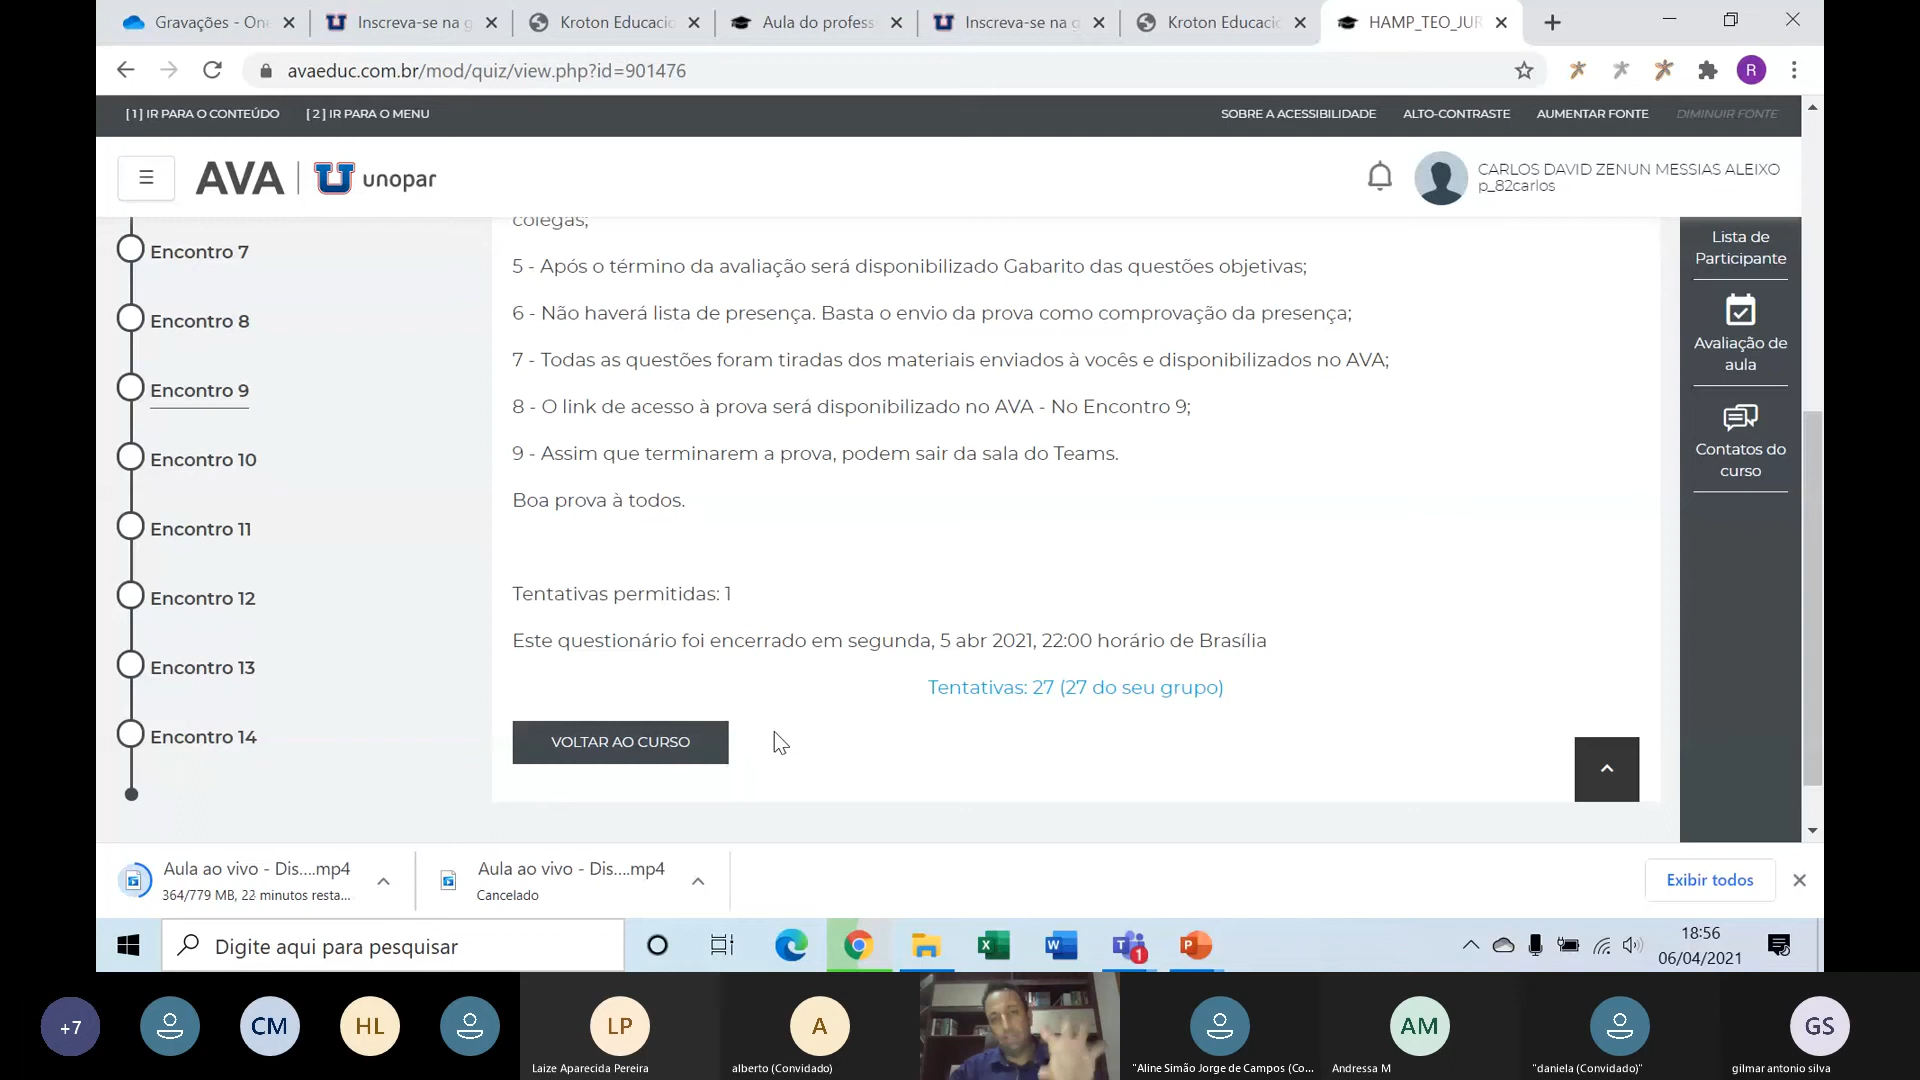 Gravações - One
Inscreva-se na g
Kroton Educacio
Aula do profess
Inscreva-se na g
Kroton Educacio
HAMP_TEO_JUR
avaeduc.com.br/mod/quiz/view.php?id=901476
R
[ 1 ] IR PARA O CONTEÚDO
[ 2 ] IR PARA O MENU
SOBRE A ACESSIBILIDADE
ALTO-CONTRASTE
AUMENTAR FONTE
DIMINUIR FONTE
AVA
unopar
CARLOS DAVID ZENUN MESSIAS ALEIXO
p_82carlos
Encontro 7
Encontro 8
Encontro 9
Encontro 10
Encontro 11
Encontro 12
Encontro 13
Encontro 14
colegas;
5 - Após o término da avaliação será disponibilizado Gabarito das questões objetivas;
6 - Não haverá lista de presença. Basta o envio da prova como comprovação da presença;
7 - Todas as questões foram tiradas dos materiais enviados à vocês e disponibilizados no AVA;
8 - O link de acesso à prova será disponibilizado no AVA - No Encontro 9;
9 - Assim que terminarem a prova, podem sair da sala do Teams.
Boa prova à todos.
Tentativas permitidas: 1
Este questionário foi encerrado em segunda, 5 abr 2021, 22:00 horário de Brasília
Tentativas: 27 (27 do seu grupo)
VOLTAR AO CURSO
Lista de
Participante
Avaliação de
aula
Contatos do
curso
Aula ao vivo - Dis....mp4
364/779 MB, 22 minutos resta...
Aula ao vivo - Dis....mp4
Cancelado
Exibir todos
Digite aqui para pesquisar
1
18:56
06/04/2021
+7
CM
HL
LP
Laize Aparecida Pereira
A
alberto (Convidado)
"Aline Simão Jorge de Campos (Co...
AM
Andressa M
"daniela (Convidado)"
GS
gilmar antonio silva